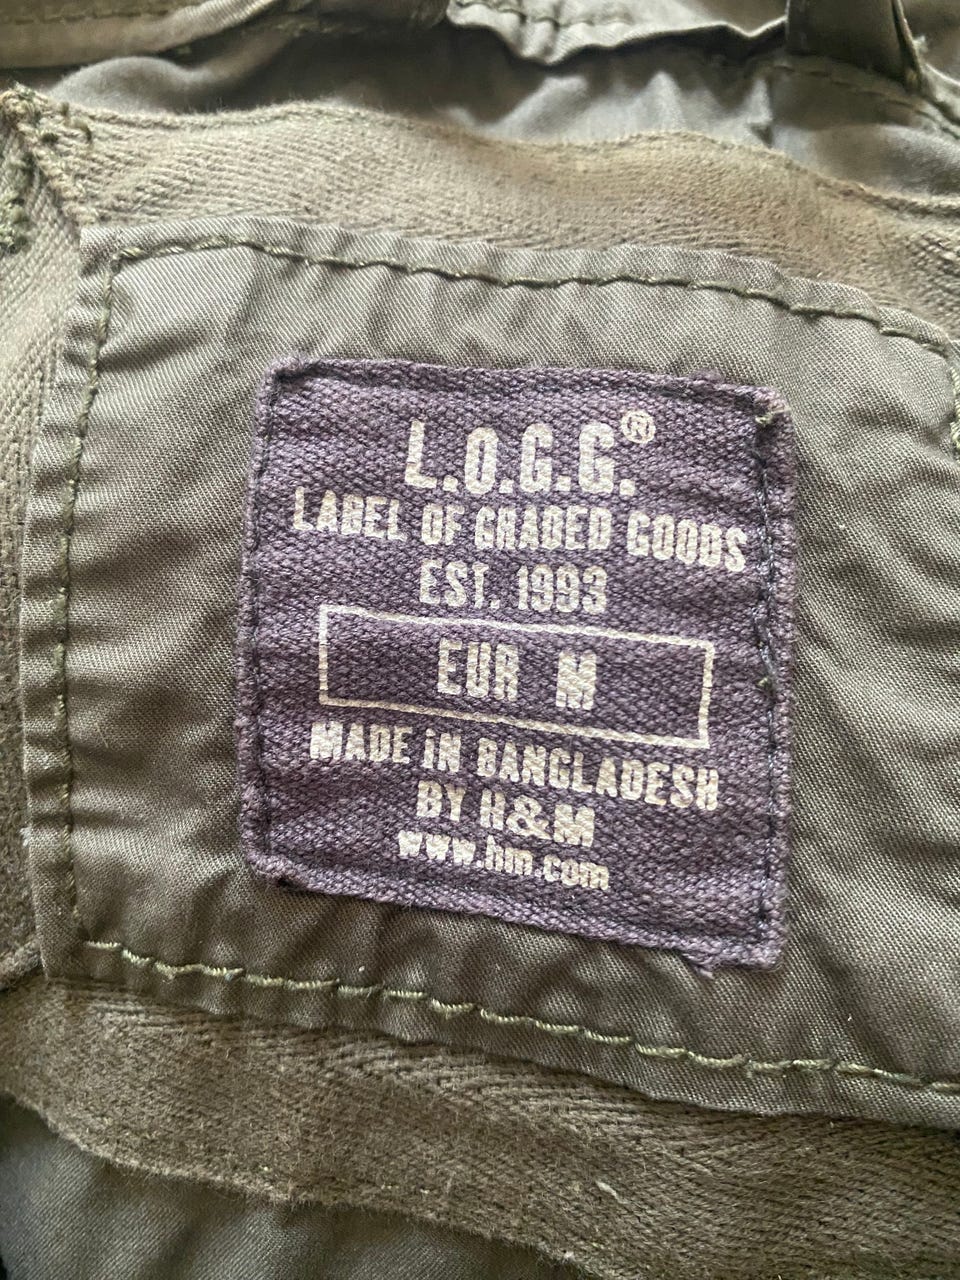 L.O.G.G.®
LABEL OF GRADED GOODS
EST. 1993
EUR M
MADE iN BANGLADESH
BY H&M
www.hm.com